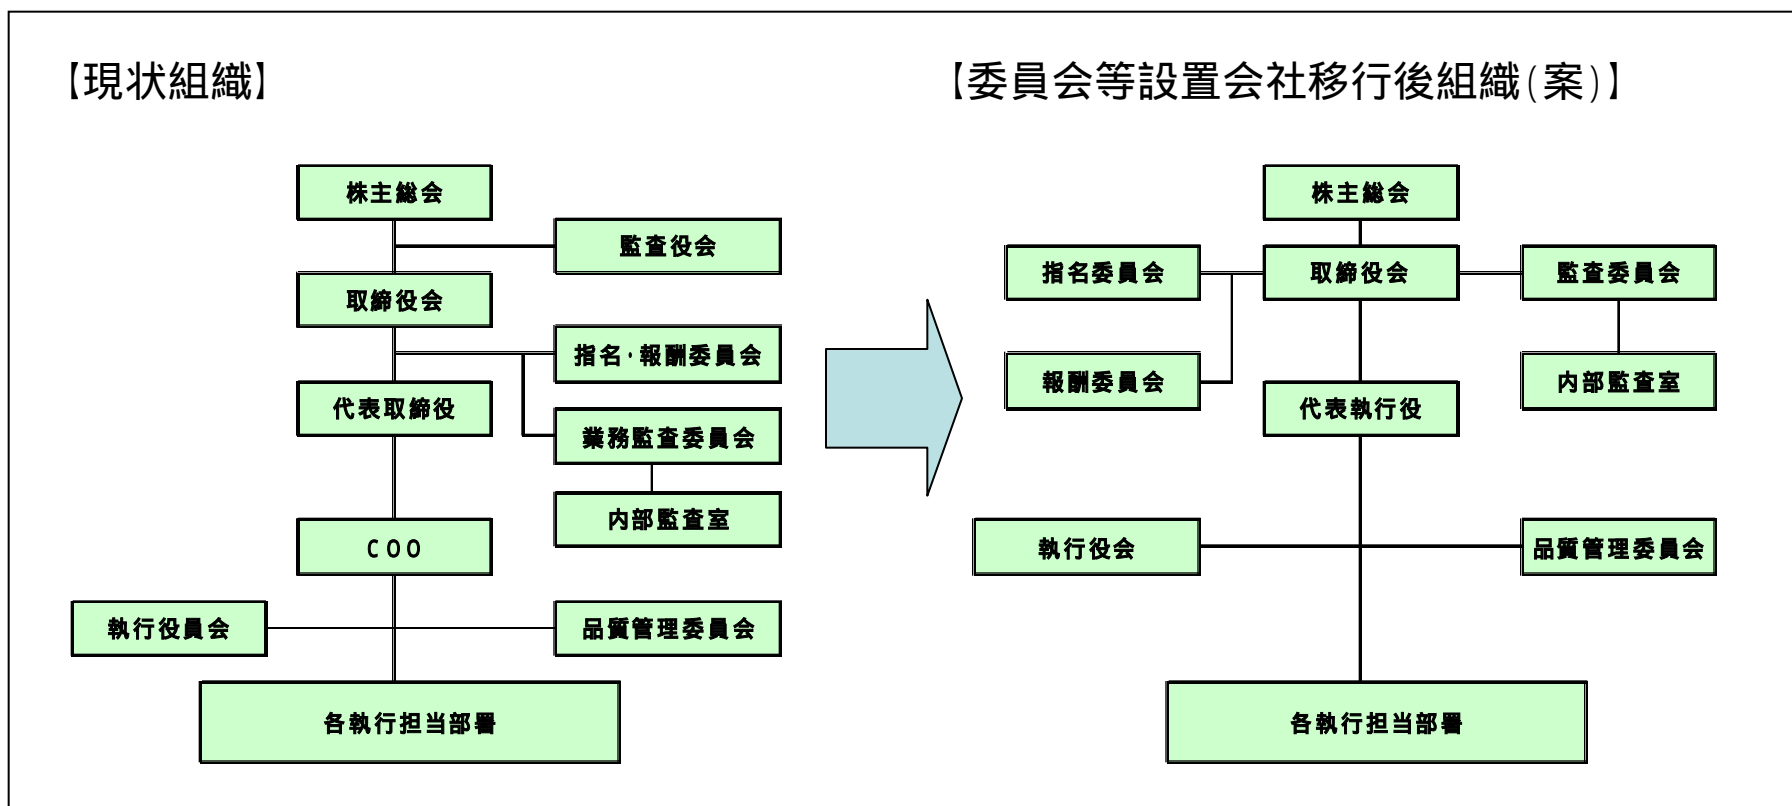 【現状組織】
株主総会
監査役会
取締役会
指名・報酬委員会
代表取締役
業務監査委員会
内部監査室
COO
執行役員会
品質管理委員会
各執行担当部署
【委員会等設置会社移行後組織(案)】
株主総会
指名委員会
取締役会
監査委員会
報酬委員会
代表執行役
内部監査室
執行役会
品質管理委員会
各執行担当部署